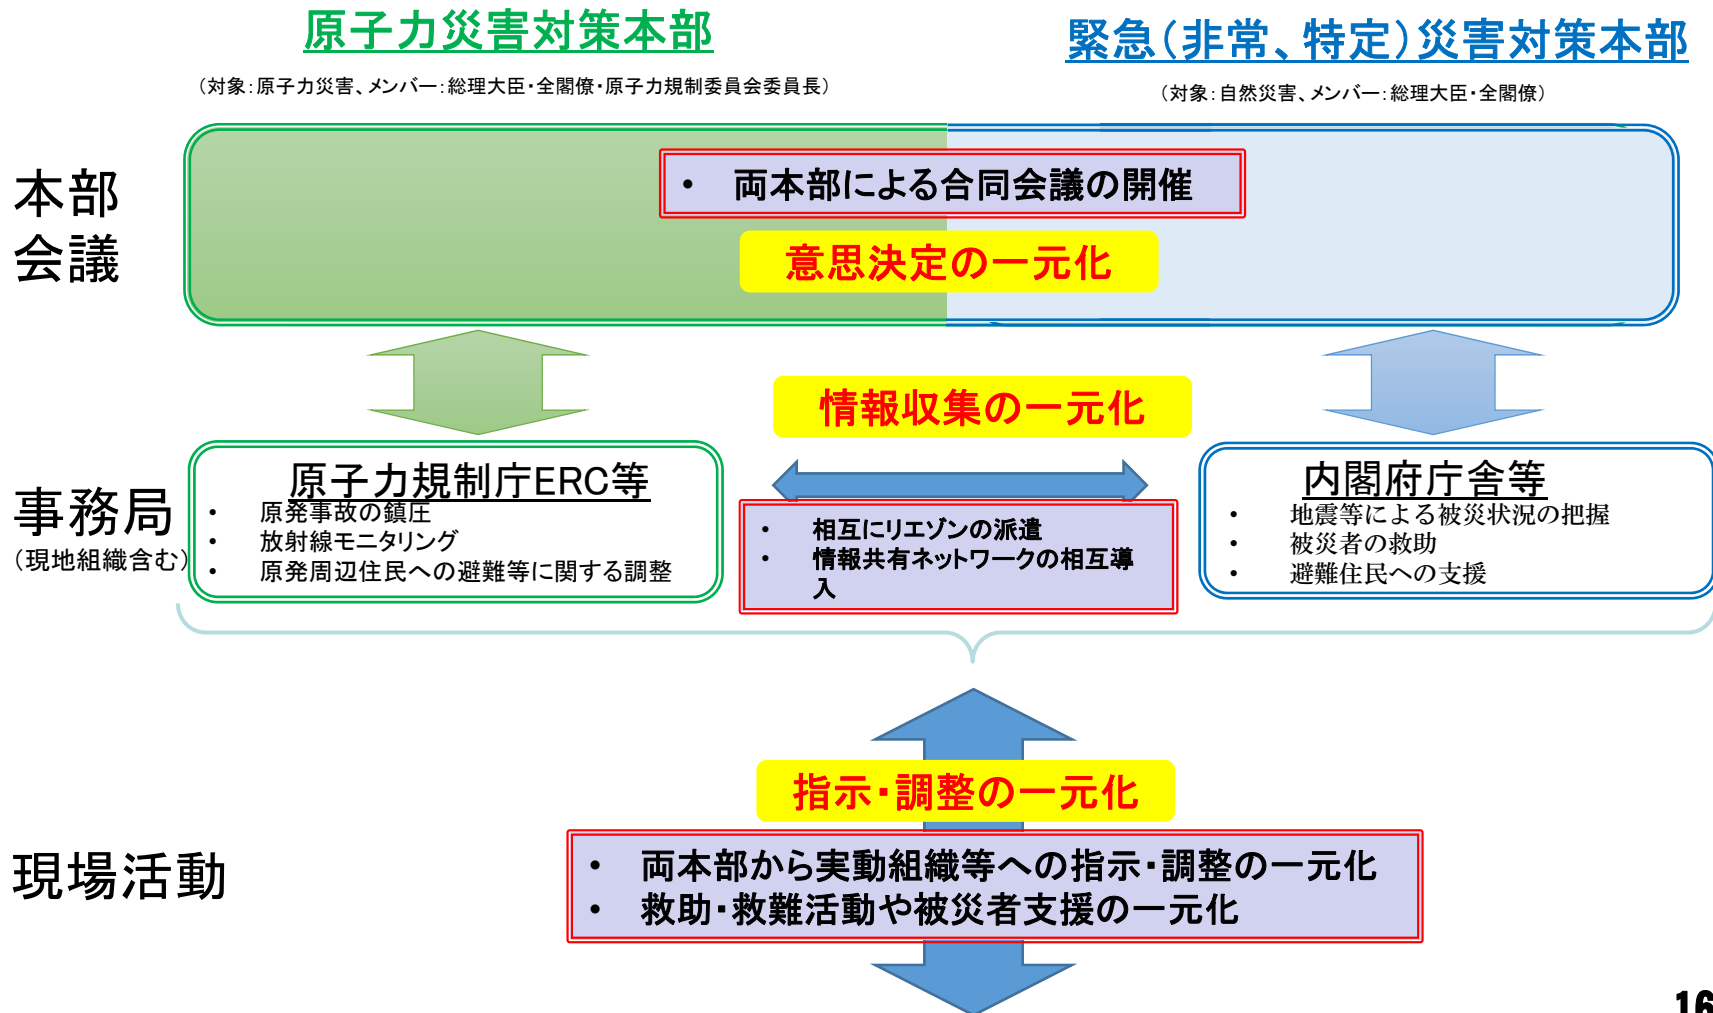 原子力災害対策本部
(対象:原子力災害、メンバー:総理大臣・全閣僚・原子力規制委員会委員長)
緊急(非常、特定)災害対策本部
(対象:自然災害、メンバー:総理大臣・全閣僚)
本部
会議
• 両本部による合同会議の開催
意思決定の一元化
情報収集の一元化
事務局
(現地組織含む)
原子力規制庁ERC等
• 原発事故の鎮圧
• 放射線モニタリング
• 原発周辺住民への避難等に関する調整
• 相互にリエゾンの派遣
• 情報共有ネットワークの相互導
入
内閣府庁舎等
• 地震等による被災状況の把握
• 被災者の救助
• 避難住民への支援
指示・調整の一元化
現場活動
• 両本部から実動組織等への指示・調整の一元化
• 救助・救難活動や被災者支援の一元化
16